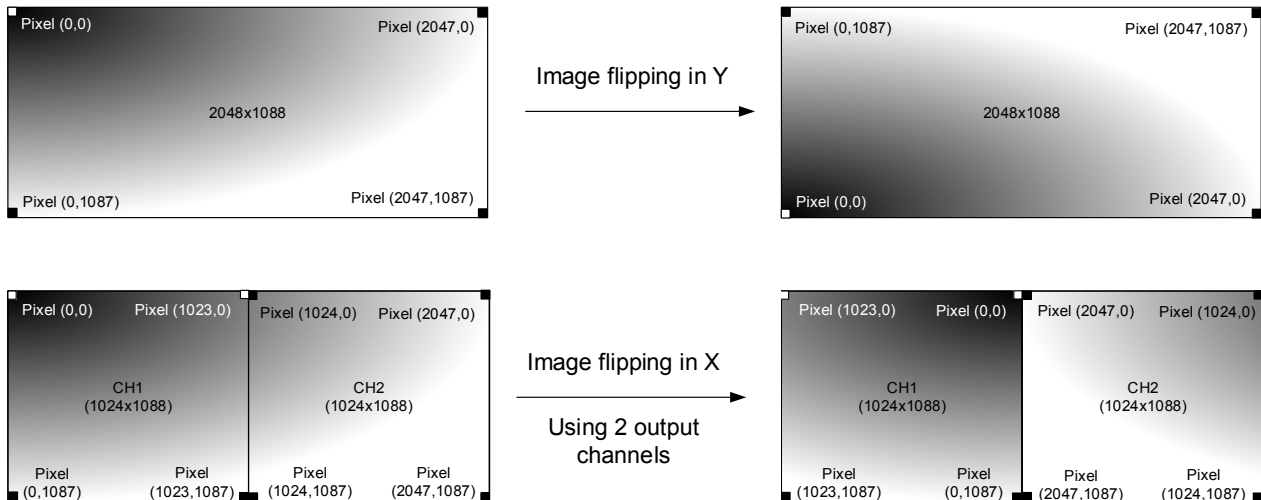 Pixel (0,0)
Pixel (2047,0)
2048x1088
Pixel (0,1087)
Pixel (2047,1087)
Image flipping in Y
Pixel (0,1087)
Pixel (2047,1087)
2048x1088
Pixel (0,0)
Pixel (2047,0)
Pixel (0,0)
Pixel (1023,0)
Pixel (1024,0)
Pixel (2047,0)
CH1
(1024x1088)
CH2
(1024x1088)
Pixel
(0,1087)
Pixel
(1023,1087)
Pixel
(1024,1087)
Pixel
(2047,1087)
Image flipping in X
Using 2 output
channels
Pixel (1023,0)
Pixel (0,0)
Pixel (2047,0)
Pixel (1024,0)
CH1
(1024x1088)
CH2
(1024x1088)
Pixel
(1023,1087)
Pixel
(0,1087)
Pixel
(2047,1087)
Pixel
(1024,1087)